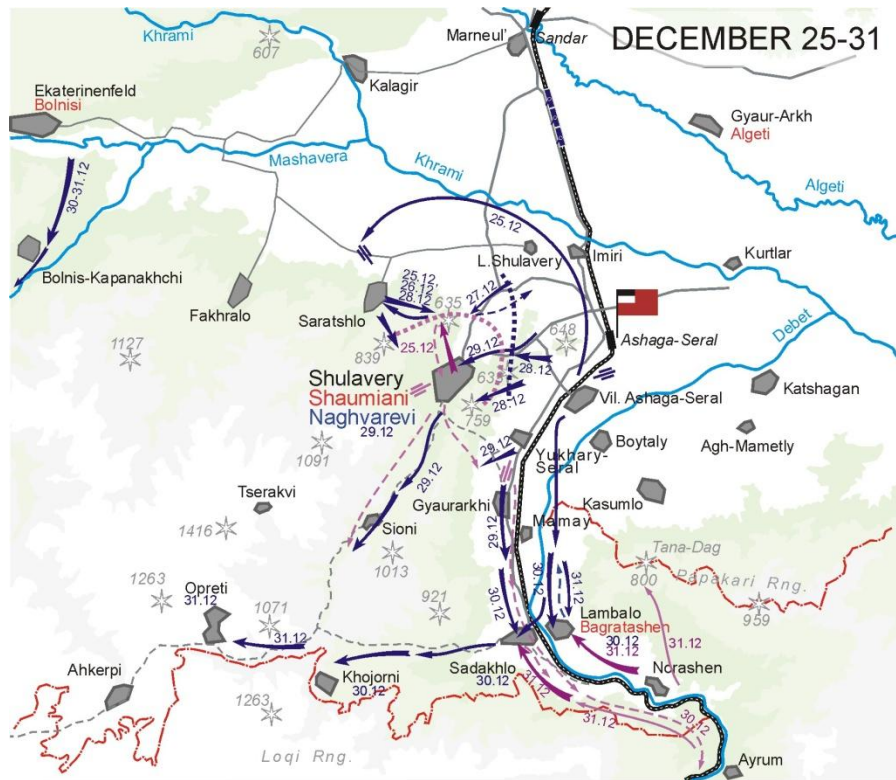 DECEMBER 25-31
Khrami
607
Marneul'
Sandar
Kalagir
Ekaterinenfeld
Bolnisi
Gyaur-Arkh
Algeti
Mashavera
Khrami
Algeti
30-31.12
25.12
Bolnis-Kapanakhchi
L.Shulavery
Imiri
Kurtlar
Fakhralo
Saratshlo
25.12
26.12
28.12
635
27.12
648
Debet
Ashaga-Seral
1127
839
25.12
29.12
28.12
Shulavery
Shaumiani
Naghvarevi
28.12
759
Vil. Ashaga-Seral
Katshagan
29.12
1091
29.12
29.12
Yukhary-
Seral
Boytaly
Agh-Mametly
Tserakvi
Gyaurarkhi
Kasumlo
1416
Sioni
29.12
Mamay
1013
Tana-Dag
800
Papakari Rng.
959
1263
Opreti
31.12
1071
921
30.12
30.12
31.12
Lambalo
Bagratashen
30.12
31.12
31.12
31.12
Sadakhlo
30.12
Norashen
Ahkerpi
Khojorni
30.12
31.12
31.12
30.12
1263
Loqi Rng.
Ayrum